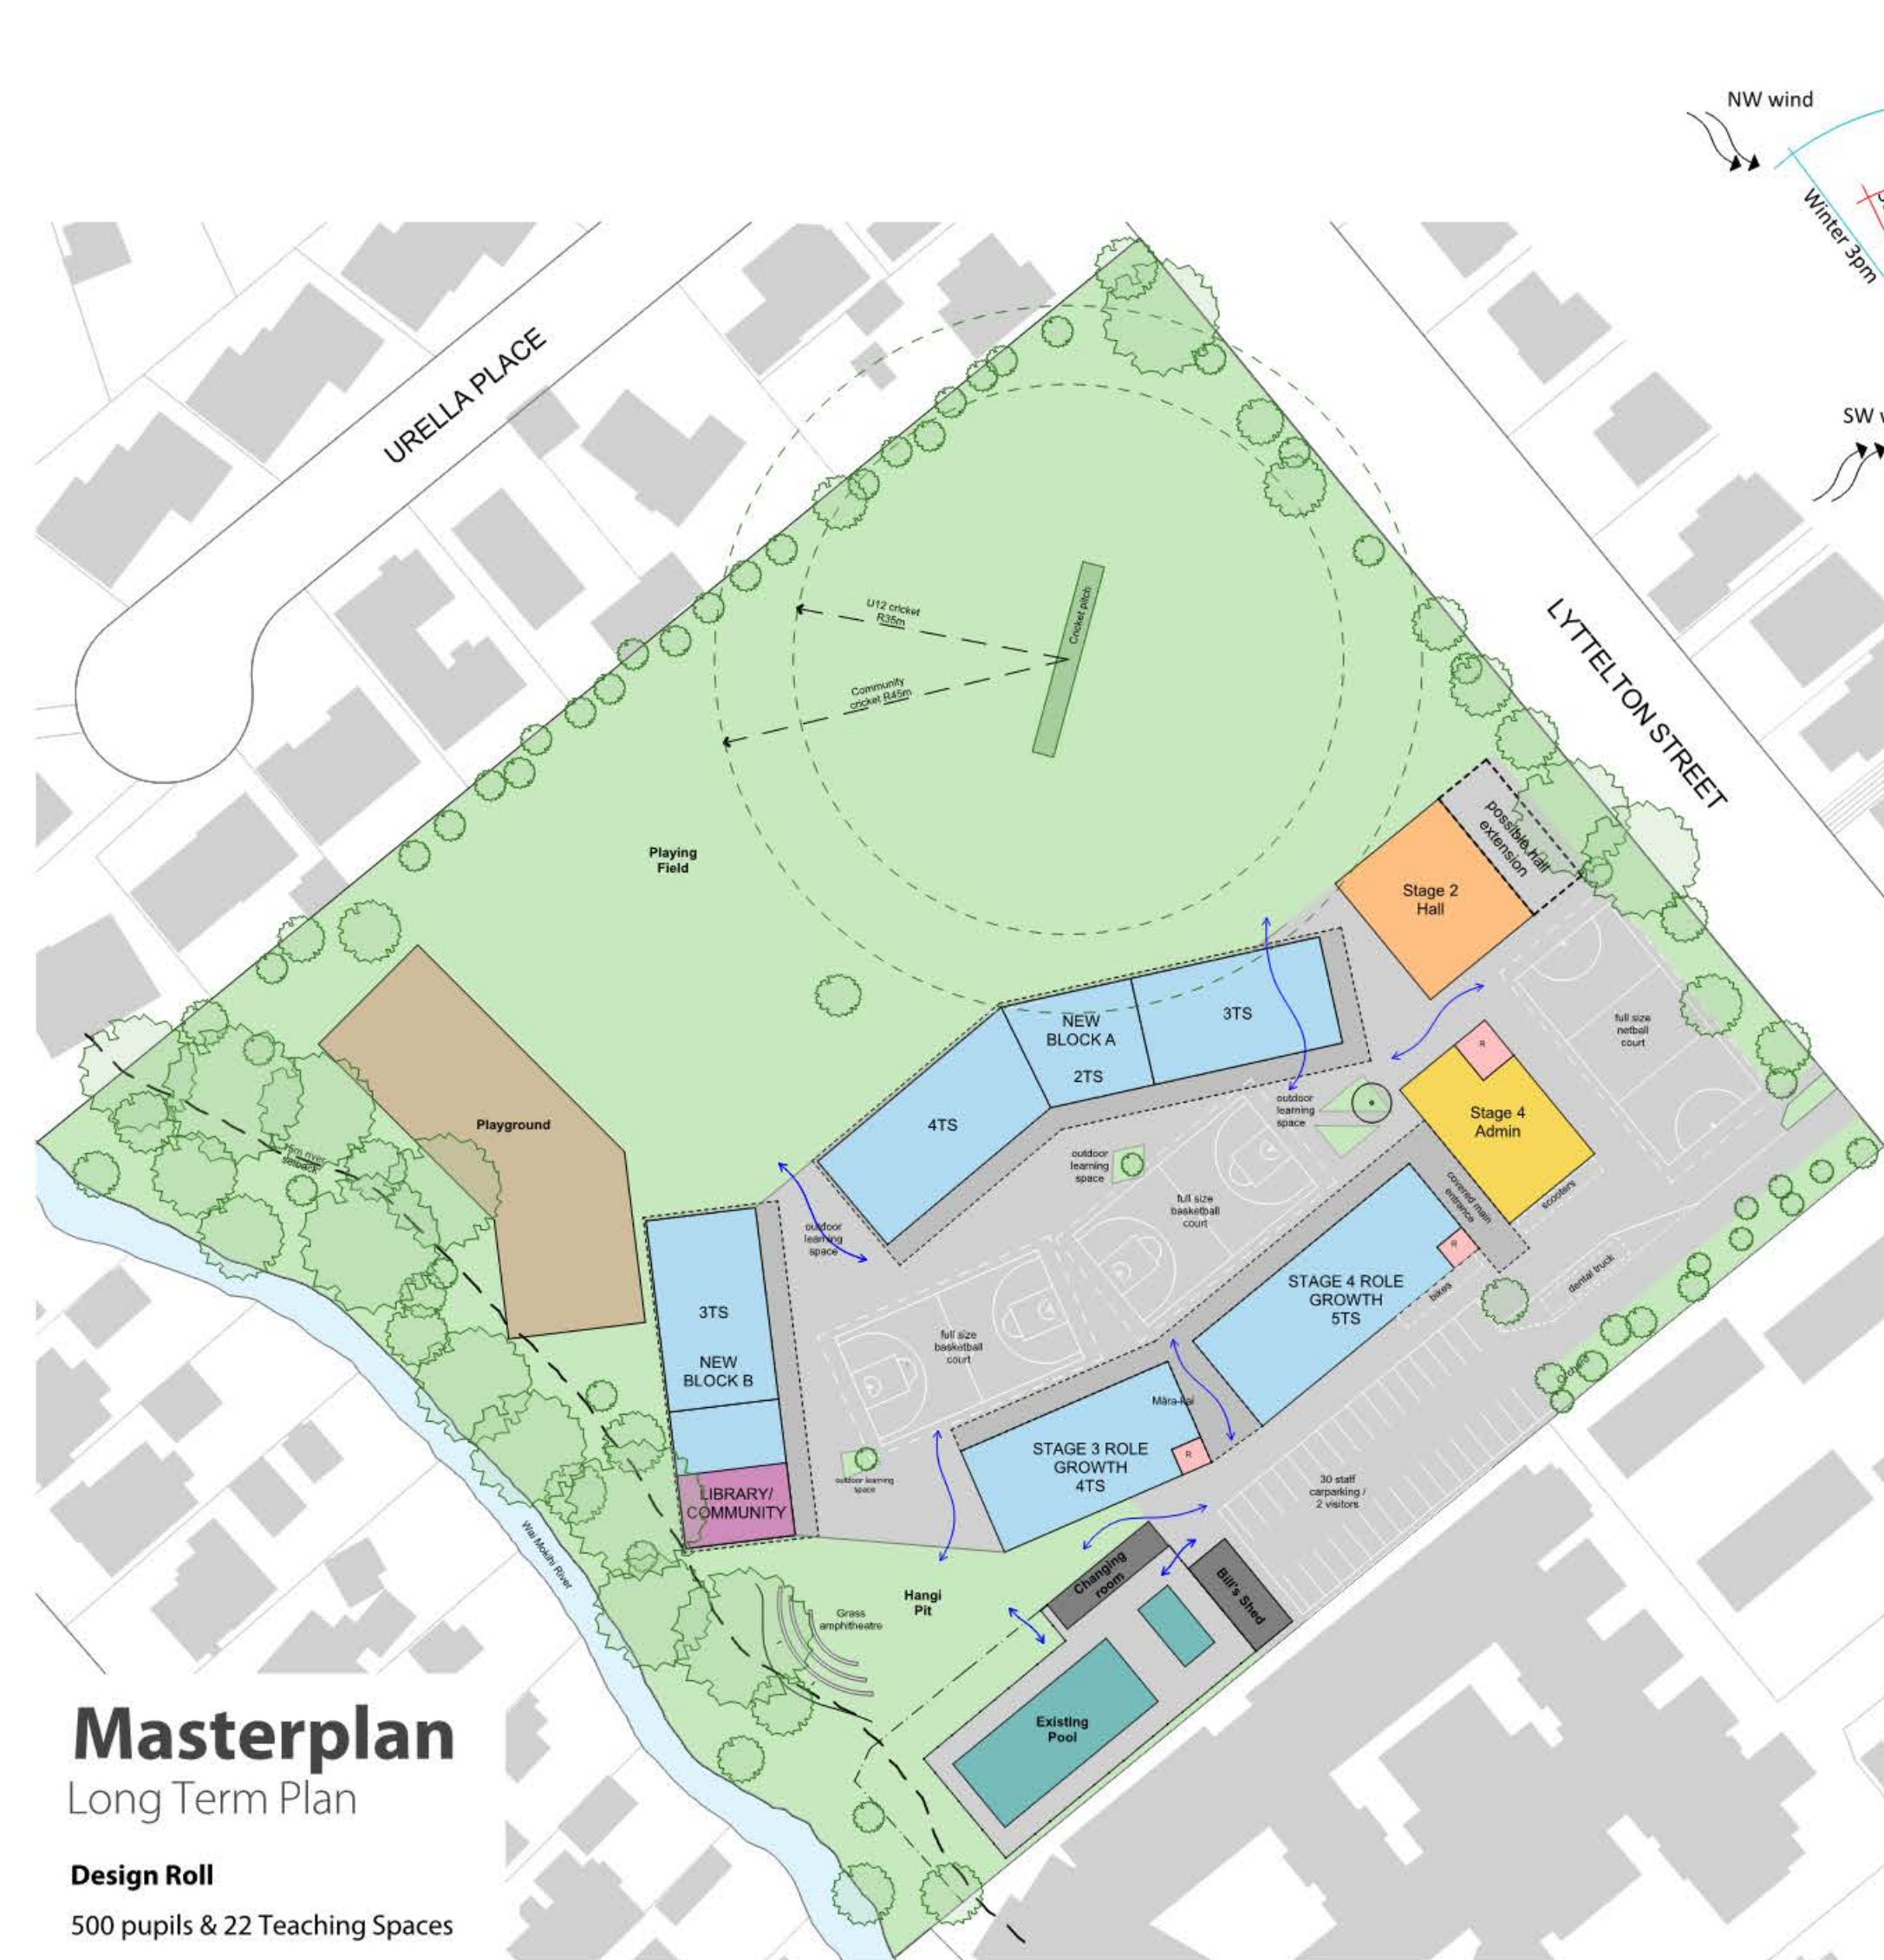 NW wind
Winter 3pm
SW
URELLA PLACE
LYTTELTON STREET
U12 cricket
R35m
Cricket pitch
Community
cricket R45m
possible hall
extension
Playing
Field
Stage 2
Hall
full size
netball
court
NEW
BLOCK A
2TS
3TS
4TS
R
Stage 4
Admin
outdoor
learning
space
Playground
river
setback
outdoor
learning
space
full size
basketball
court
covered main
entrance
scooters
outdoor
learning
space
3TS
NEW
BLOCK B
R
STAGE 4 ROLE
GROWTH
5TS
bikes
dental truck
full size
basketball
court
Māra-kai
STAGE 3 ROLE
GROWTH
4TS
R
outdoor learning
space
LIBRARY/
COMMUNITY
30 staff
carparking /
2 visitors
Wai Mokihi River
Hangi
Pit
Grass
amphitheatre
Changing
room
Bill's Shed
Existing
Pool
Masterplan
Long Term Plan
Design Roll
500 pupils & 22 Teaching Spaces